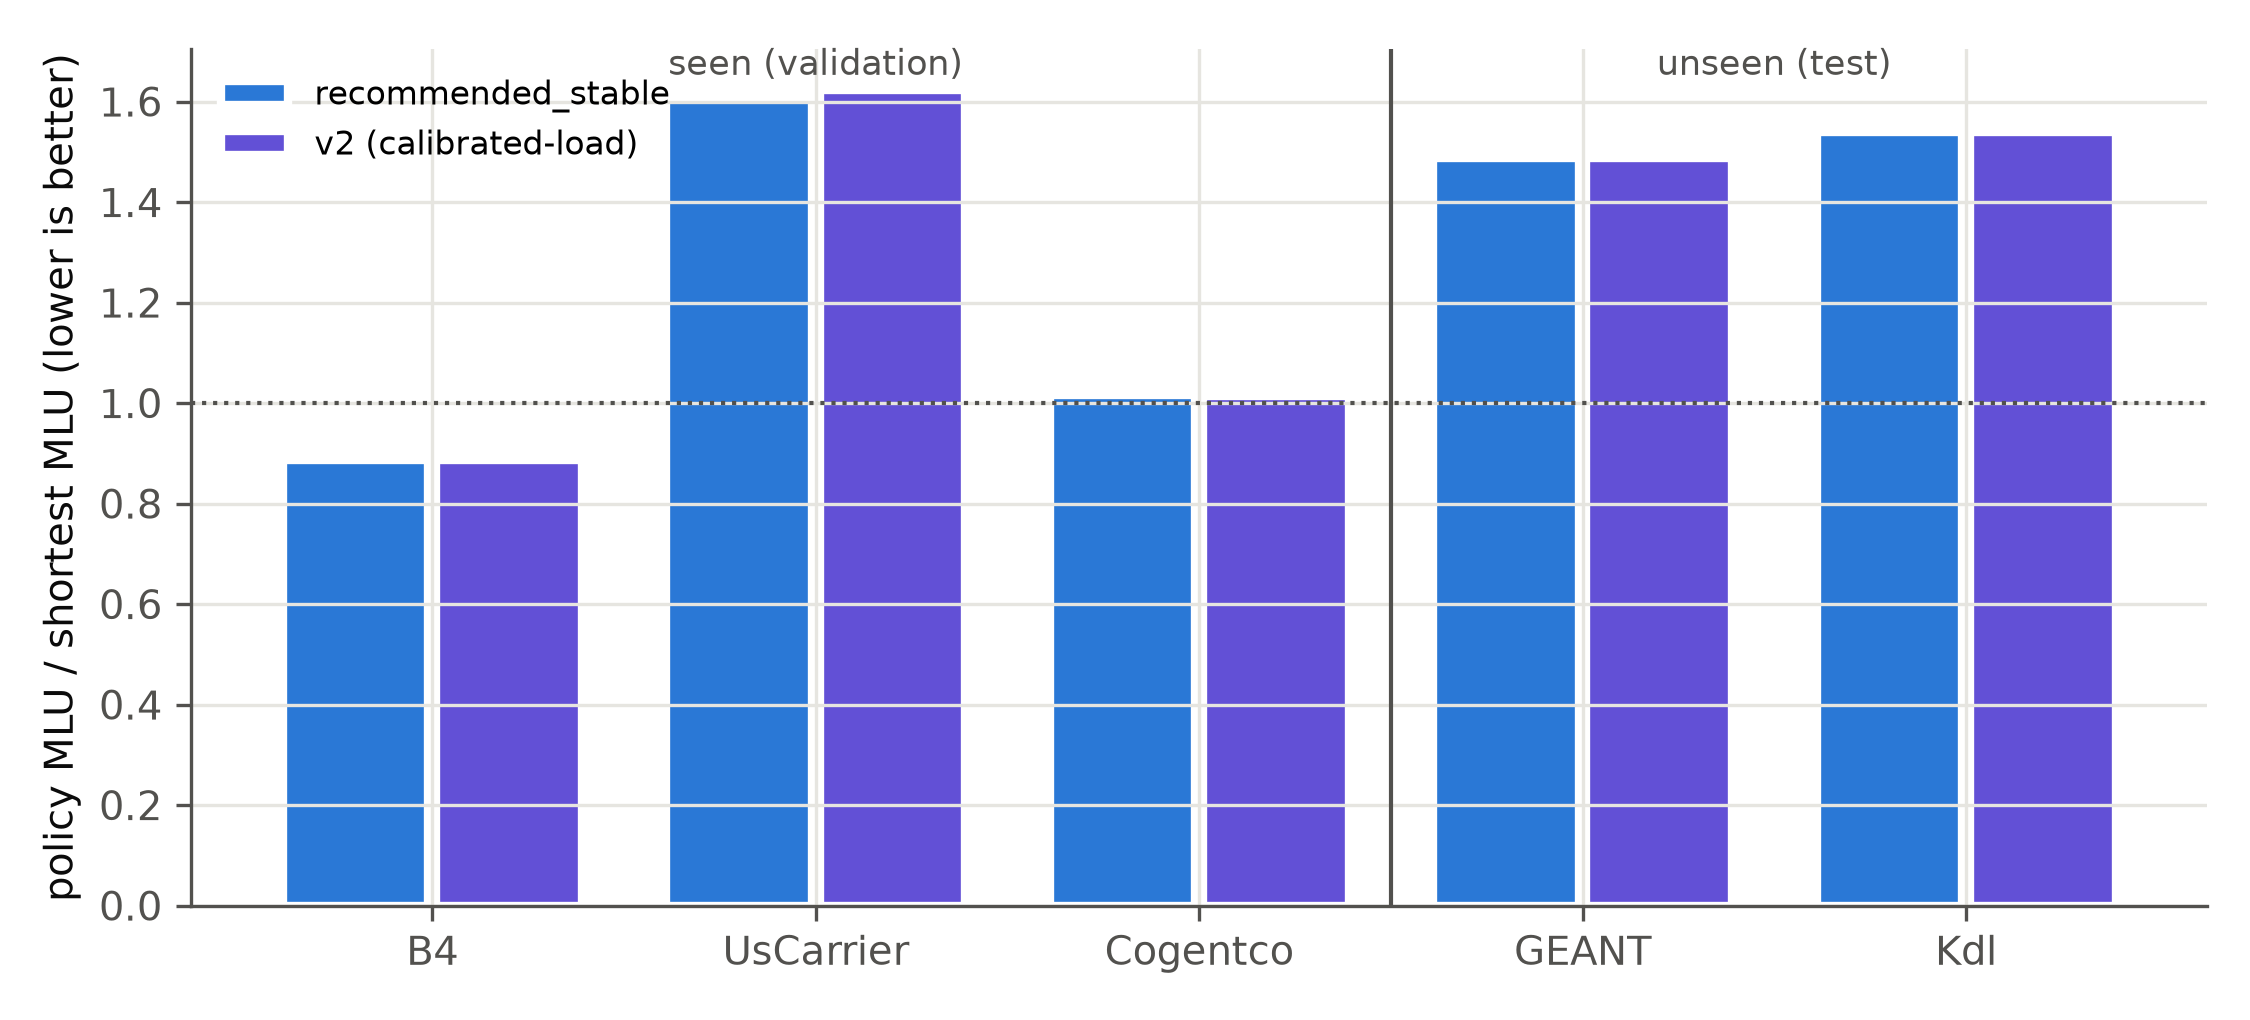 policy MLU / shortest MLU (lower is better)
seen (validation)
unseen (test)
recommended_stable
v2 (calibrated-load)
1.6
1.4
1.2
1.0
0.8
0.6
0.4
0.2
0.0
B4
UsCarrier
Cogentco
GEANT
Kdl